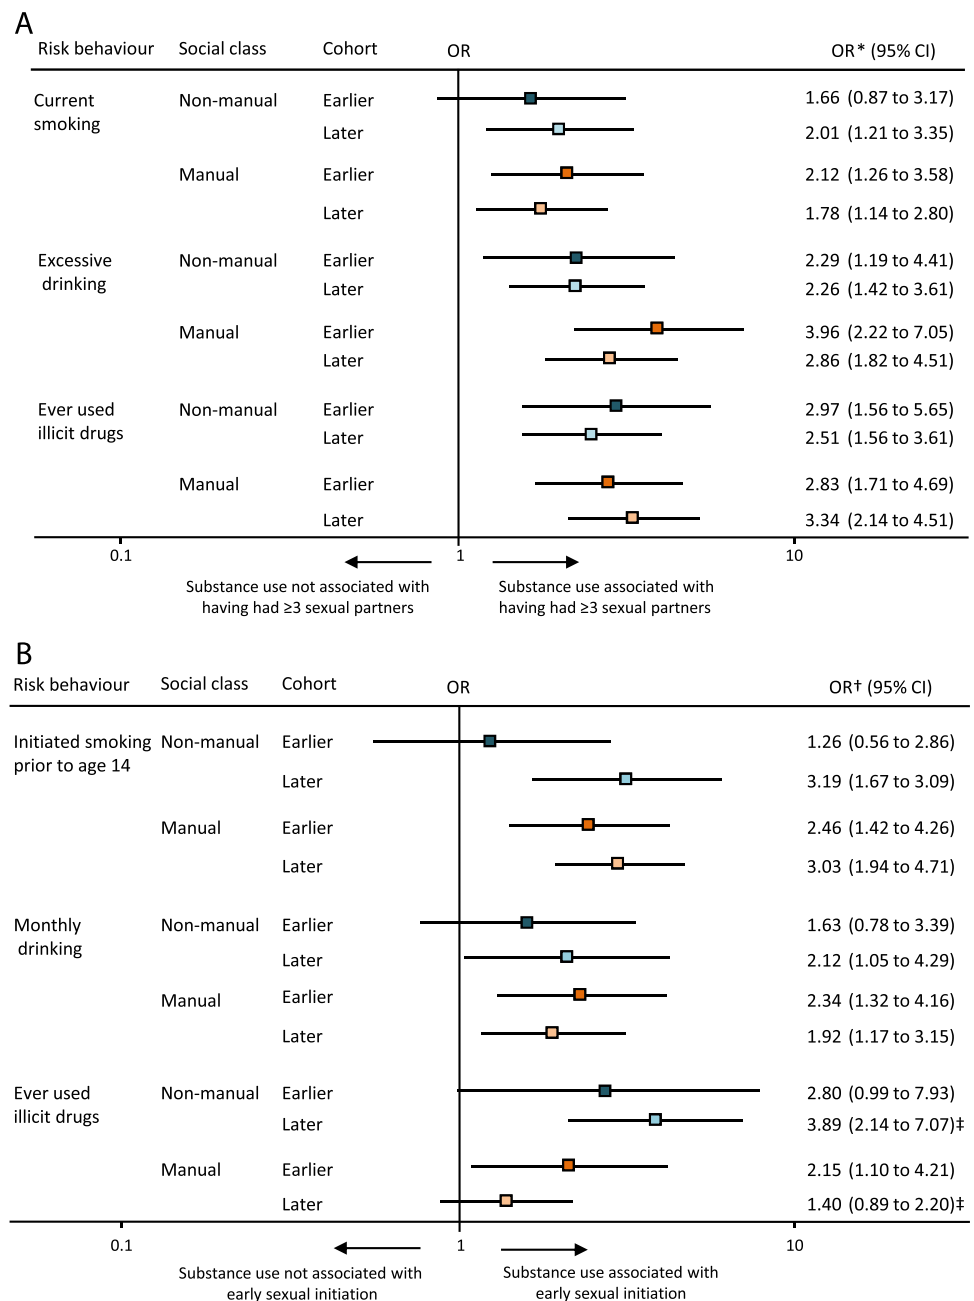 A
Risk behaviour Social class Cohort OR OR* (95% CI)
Current Non-manual Earlier 1.66 (0.87 to 3.17)
smoking
Later 2.01 (1.21 to 3.35)
Manual Earlier 2.12 (1.26 to 3.58)
Later 1.78 (1.14 to 2.80)
Excessive Non-manual Earlier 2.29 (1.19 to 4.41)
drinking Later 2.26 (1.42 to 3.61)
Manual Earlier 3.96 (2.22 to 7.05)
Later 2.86 (1.82 to 4.51)
Ever used Non-manual Earlier 2.97 (1.56 to 5.65)
illicit drugs Later 2.51 (1.56 to 3.61)
Manual Earlier 2.83 (1.71 to 4.69)
Later 3.34 (2.14 to 4.51)
0.1 1 10
Substance use not associated with
having had ≥3 sexual partners
Substance use associated with
having had ≥3 sexual partners
B
Risk behaviour Social class Cohort OR OR† (95% CI)
Initiated smoking Non-manual Earlier 1.26 (0.56 to 2.86)
prior to age 14
Later 3.19 (1.67 to 3.09)
Manual Earlier 2.46 (1.42 to 4.26)
Later 3.03 (1.94 to 4.71)
Monthly Non-manual Earlier 1.63 (0.78 to 3.39)
drinking
Later 2.12 (1.05 to 4.29)
Manual Earlier 2.34 (1.32 to 4.16)
Later 1.92 (1.17 to 3.15)
Ever used Non-manual Earlier 2.80 (0.99 to 7.93)
illicit drugs Later 3.89 (2.14 to 7.07)‡
Manual Earlier 2.15 (1.10 to 4.21)
Later 1.40 (0.89 to 2.20)‡
0.1 1 10
Substance use not associated with
early sexual initiation
Substance use associated with
early sexual initiation